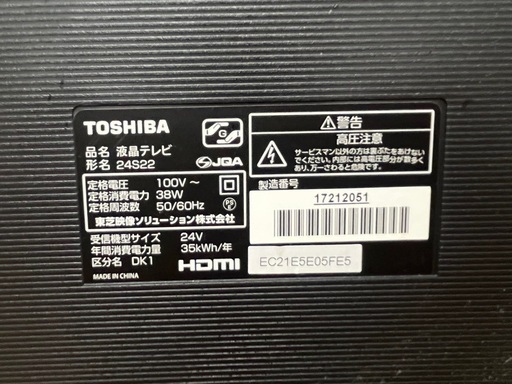 TOSHIBA
品名 液晶テレビ
形名 24S22
JQA
定格電圧 100V～
定格消費電力 38W
定格周波数 50/60Hz
PS
E
東芝映像ソリューション株式会社
受信機型サイズ 24V
年間消費電力量 35kWh/年
区分名 DK1
HDMI
MADE IN CHINA
警告
高圧注意
サービスマン以外の方は裏ぶたをあけない
でください。内部には高電圧部分が数多く
あり、万一さわると危険です。
製造番号
17212051
EC21E5E05FE5